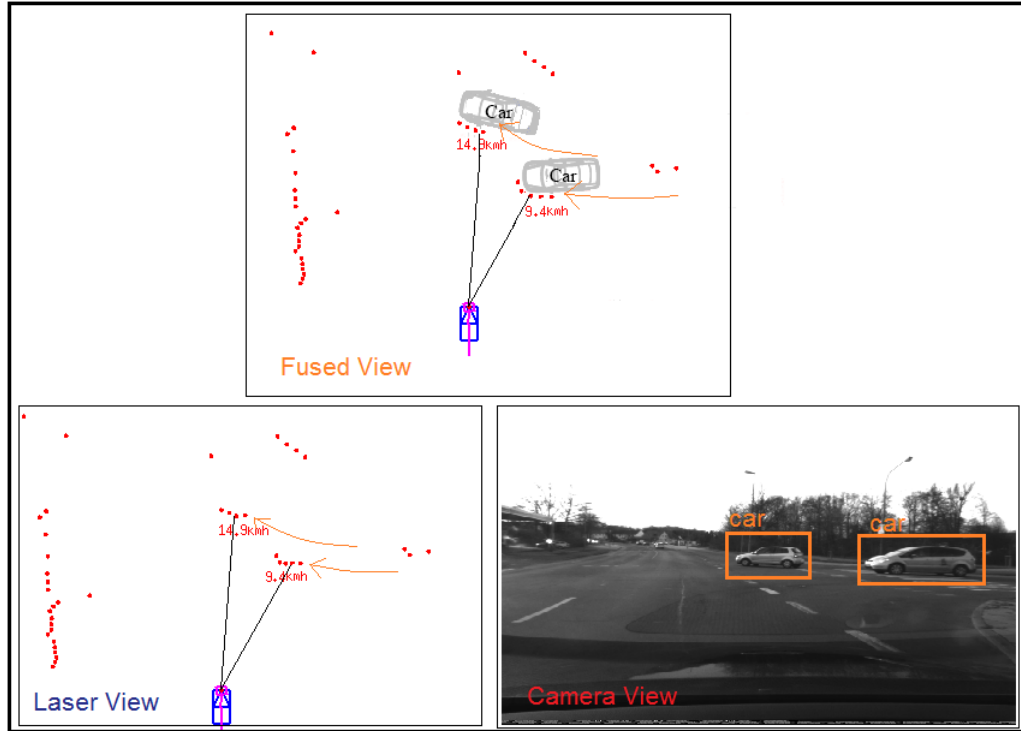 Car
14.9kmh
Car
9.4kmh
Fused View
14.9kmh
9.4kmh
Laser View
car
car
Camera View